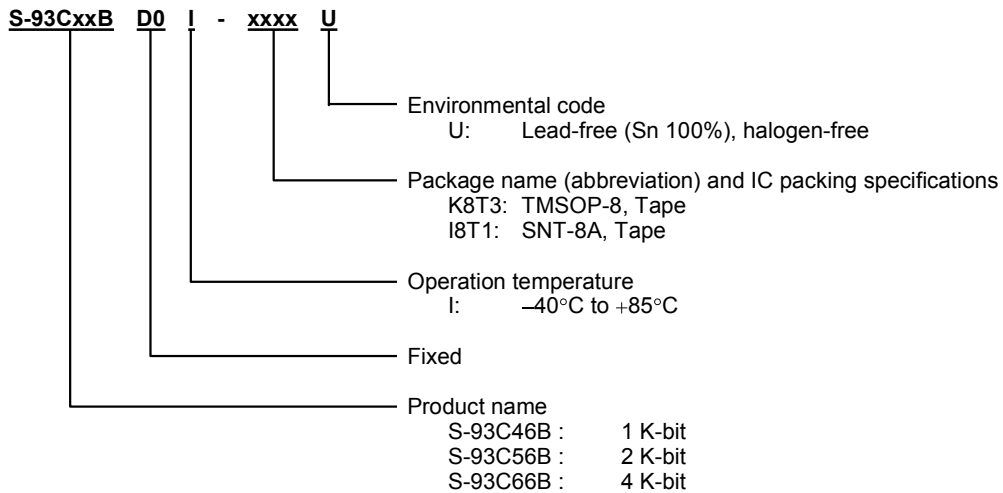 S-93CxxB D0 I - xxxx U
Environmental code
U: Lead-free (Sn 100%), halogen-free
Package name (abbreviation) and IC packing specifications
K8T3: TMSOP-8, Tape
I8T1: SNT-8A, Tape
Operation temperature
I: −40°C to +85°C
Fixed
Product name
S-93C46B : 1 K-bit
S-93C56B : 2 K-bit
S-93C66B : 4 K-bit